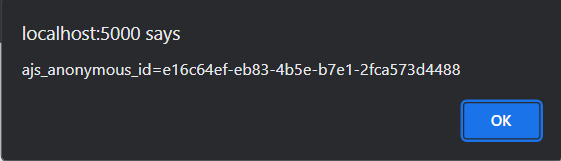 localhost:5000 says
ajs_anonymous_id=e16c64ef-eb83-4b5e-b7e1-2fca573d4488
OK